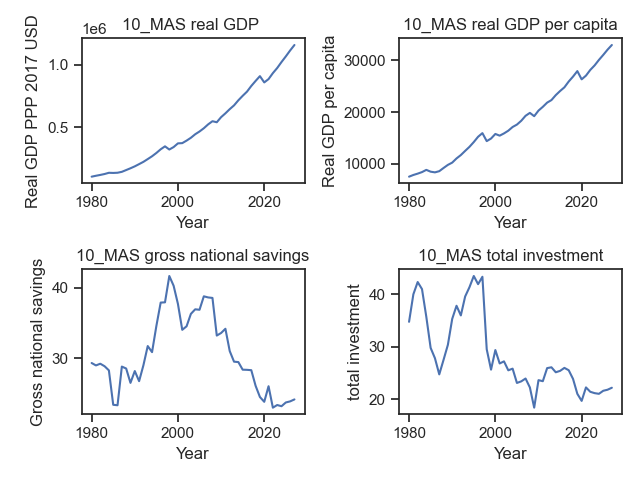 10_MAS real GDP
1e6
Real GDP PPP 2017 USD
1.0
0.5
1980
2000
2020
Year
10_MAS real GDP per capita
Real GDP per capita
30000
20000
10000
1980
2000
2020
Year
10_MAS gross national savings
Gross national savings
40
30
1980
2000
2020
Year
10_MAS total investment
total investment
40
30
20
1980
2000
2020
Year